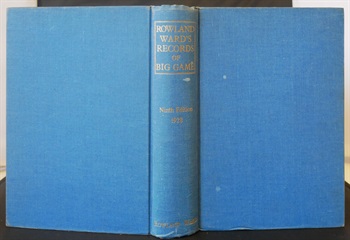 ROWLAND
WARD'S
RECORDS
OF
BIG GAME
Ninth Edition